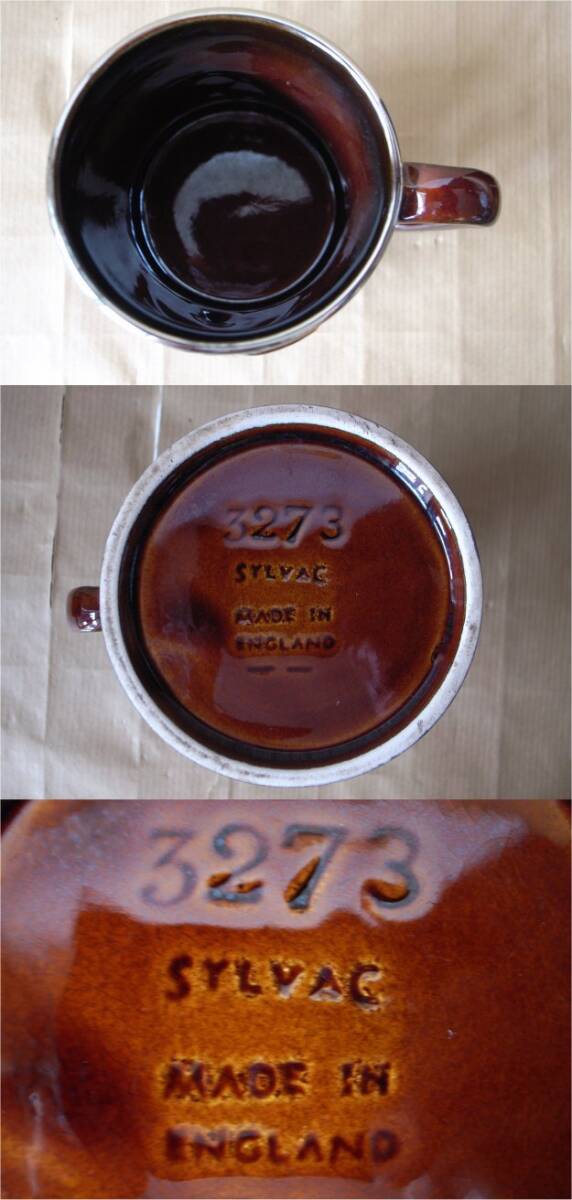 3273
SYLVAC
MADE IN
ENGLAND
3273
SYLVAC
MADE IN
ENGLAND